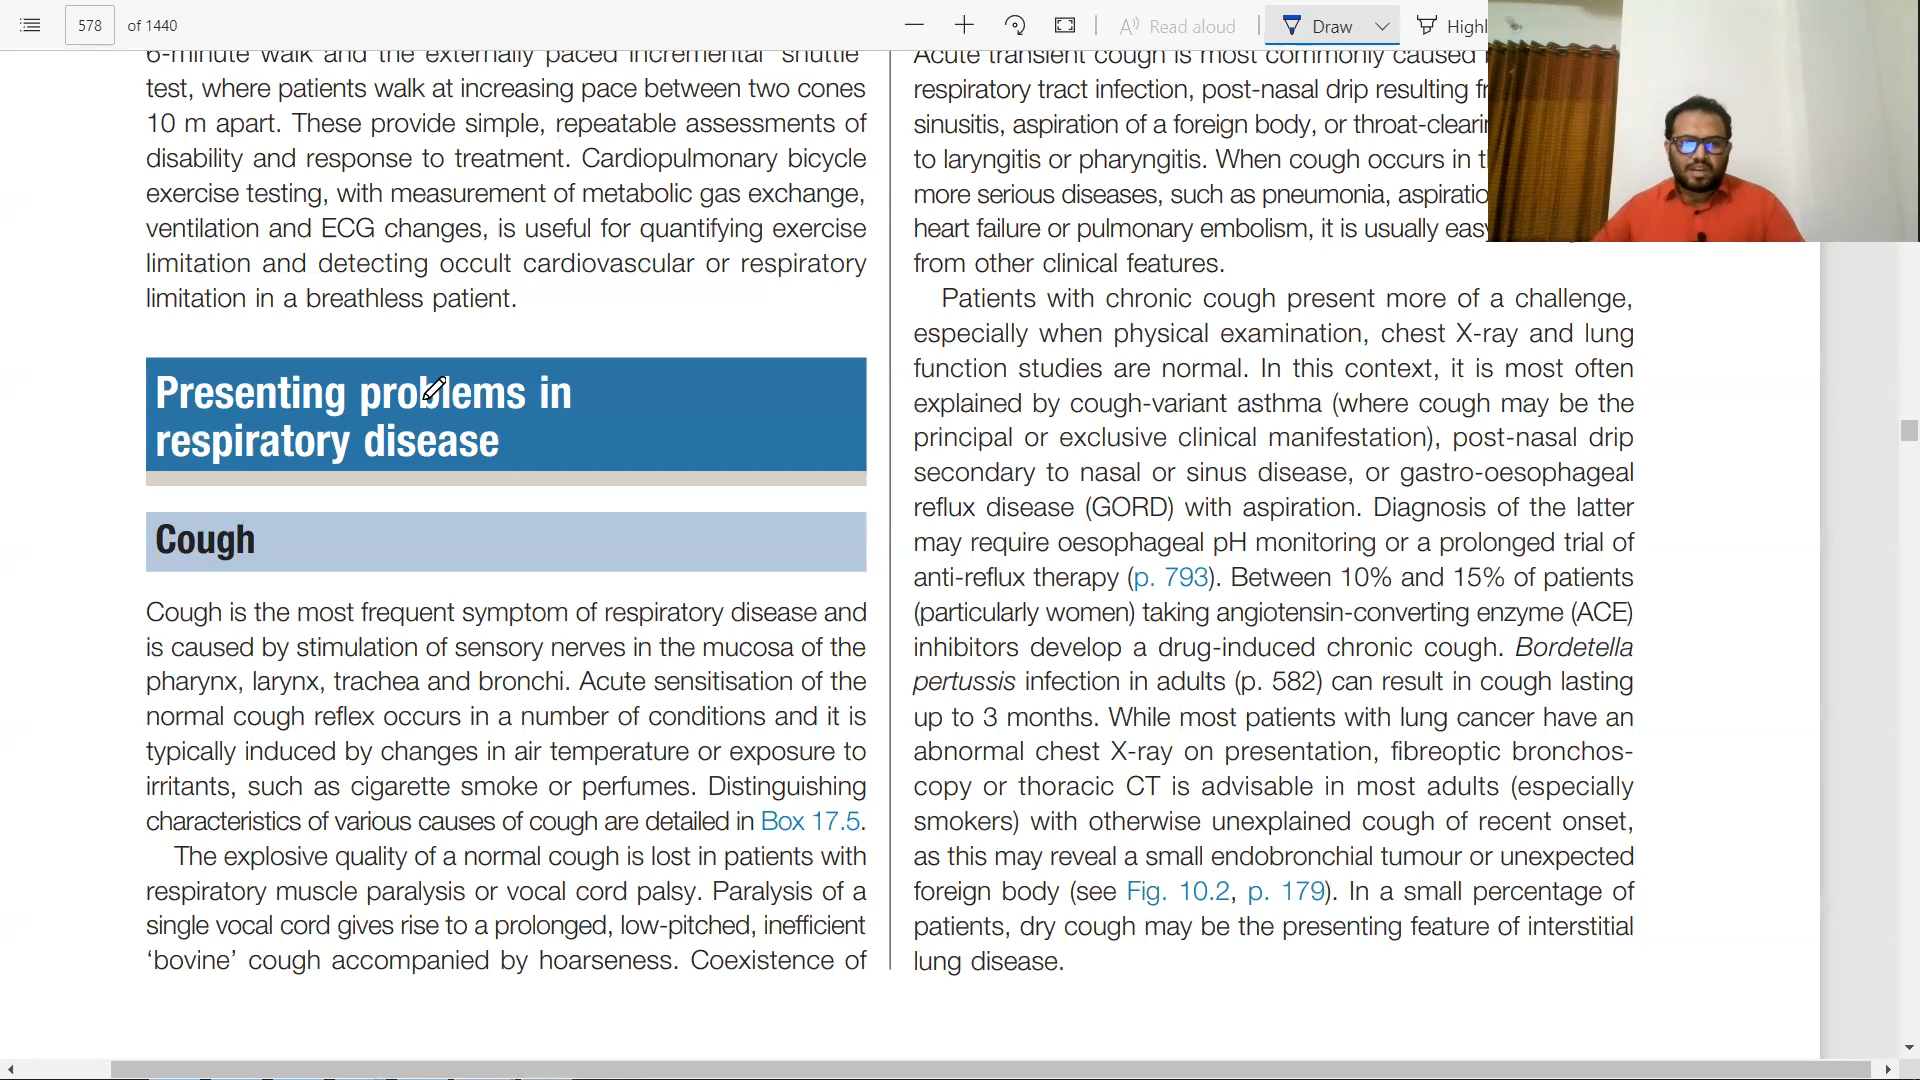 578
of 1440
Read aloud
Draw
Highl
6-minute walk and the externally paced incremental 'shuttle'
test, where patients walk at increasing pace between two cones
10 m apart. These provide simple, repeatable assessments of
disability and response to treatment. Cardiopulmonary bicycle
exercise testing, with measurement of metabolic gas exchange,
ventilation and ECG changes, is useful for quantifying exercise
limitation and detecting occult cardiovascular or respiratory
limitation in a breathless patient.
Presenting problems in
respiratory disease
Cough
Cough is the most frequent symptom of respiratory disease and
is caused by stimulation of sensory nerves in the mucosa of the
pharynx, larynx, trachea and bronchi. Acute sensitisation of the
normal cough reflex occurs in a number of conditions and it is
typically induced by changes in air temperature or exposure to
irritants, such as cigarette smoke or perfumes. Distinguishing
characteristics of various causes of cough are detailed in Box 17.5.
The explosive quality of a normal cough is lost in patients with
respiratory muscle paralysis or vocal cord palsy. Paralysis of a
single vocal cord gives rise to a prolonged, low-pitched, inefficient
‘bovine’ cough accompanied by hoarseness. Coexistence of
Acute transient cough is most commonly caused
respiratory tract infection, post-nasal drip resulting
sinusitis, aspiration of a foreign body, or
to laryngitis or pharyngitis. When cough occurs in
more serious diseases, such as pneumonia,
heart failure or pulmonary embolism, it is usually
from other clinical features.
Patients with chronic cough present more of a challenge,
especially when physical examination, chest X-ray and lung
function studies are normal. In this context, it is most often
explained by cough-variant asthma (where cough may be the
principal or exclusive clinical manifestation), post-nasal drip
secondary to nasal or sinus disease, or gastro-oesophageal
reflux disease (GORD) with aspiration. Diagnosis of the latter
may require oesophageal pH monitoring or a prolonged trial of
anti-reflux therapy (p. 793). Between 10% and 15% of patients
(particularly women) taking angiotensin-converting enzyme (ACE)
inhibitors develop a drug-induced chronic cough. Bordetella
pertussis infection in adults (p. 582) can result in cough lasting
up to 3 months. While most patients with lung cancer have an
abnormal chest X-ray on presentation, fibreoptic bronchos-
copy or thoracic CT is advisable in most adults (especially
smokers) with otherwise unexplained cough of recent onset,
as this may reveal a small endobronchial tumour or unexpected
foreign body (see Fig. 10.2, p. 179). In a small percentage of
patients, dry cough may be the presenting feature of interstitial
lung disease.